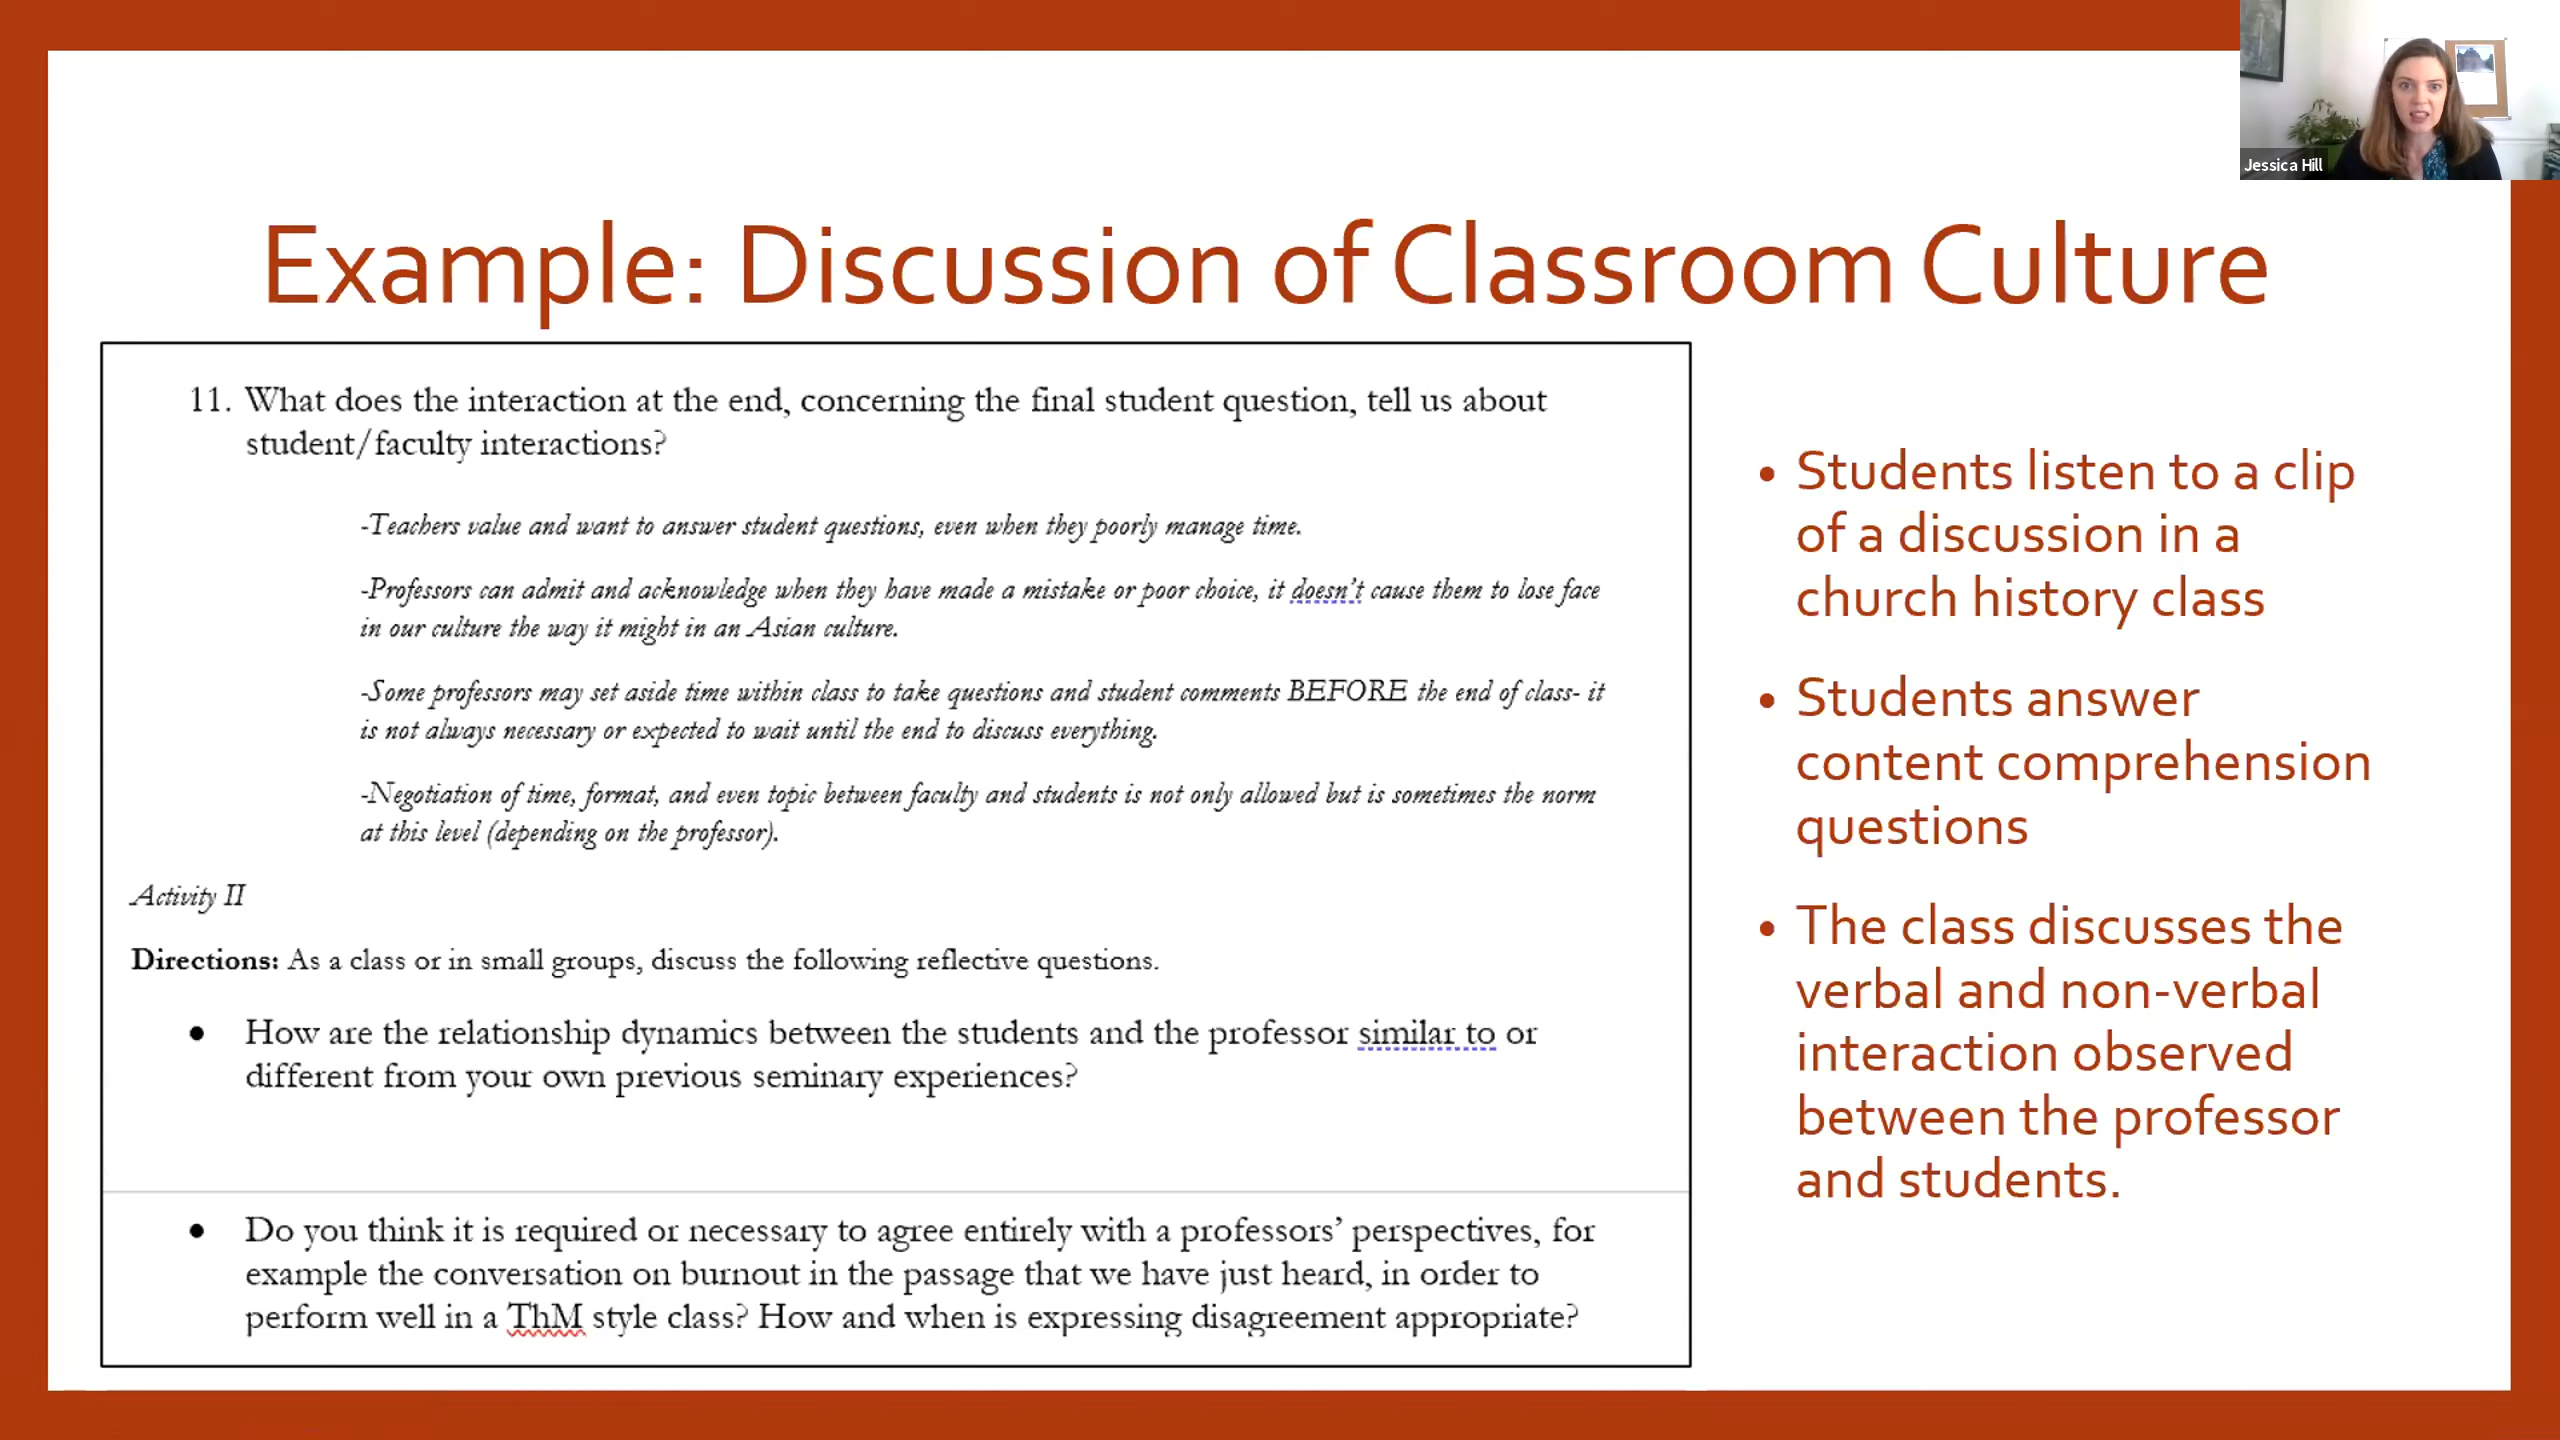 Jessica Hill
Example: Discussion of Classroom Culture
11. What does the interaction at the end, concerning the final student question, tell us about
student/faculty interactions?
-Teachers value and want to answer student questions, even when they poorly manage time.
-Professors can admit and acknowledge when they have made a mistake or poor choice, it doesn't cause them to lose face
in our culture the way it might in an Asian culture.
-Some professors may set aside time within class to take questions and student comments BEFORE the end of class- it
is not always necessary or expected to wait until the end to discuss everything.
-Negotiation of time, format, and even topic between faculty and students is not only allowed but is sometimes the norm
at this level (depending on the professor).
Activity II
Directions: As a class or in small groups, discuss the following reflective questions.
• How are the relationship dynamics between the students and the professor similar to or
different from your own previous seminary experiences?
• Do you think it is required or necessary to agree entirely with a professors' perspectives, for
example the conversation on burnout in the passage that we have just heard, in order to
perform well in a ThM style class? How and when is expressing disagreement appropriate?
• Students listen to a clip
of a discussion in a
church history class
• Students answer
content comprehension
questions
• The class discusses the
verbal and non-verbal
interaction observed
between the professor
and students.